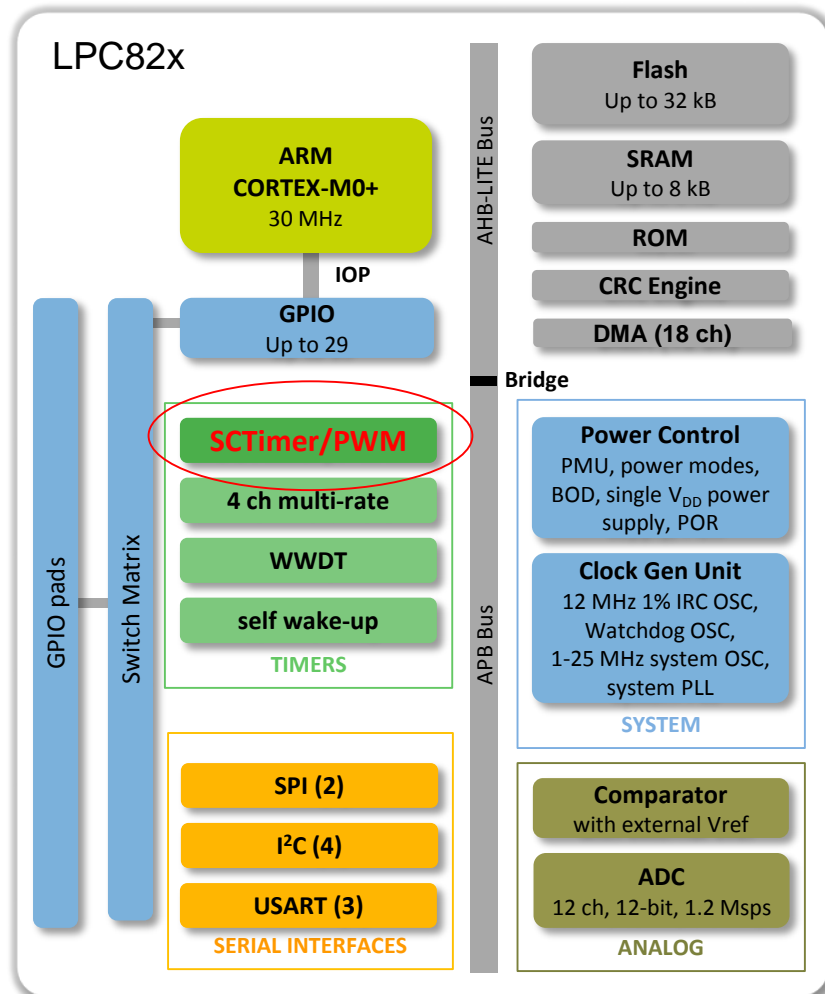 LPC82x
ARM
CORTEX-M0+
30 MHz
IOP
GPIO
Up to 29
GPIO pads
Switch Matrix
SCTimer/PWM
4 ch multi-rate
WWDT
self wake-up
TIMERS
SPI (2)
I²C (4)
USART (3)
SERIAL INTERFACES
AHB-LITE Bus
Bridge
APB Bus
Flash
Up to 32 kB
SRAM
Up to 8 kB
ROM
CRC Engine
DMA (18 ch)
Power Control
PMU, power modes,
BOD, single VDD power
supply, POR
Clock Gen Unit
12 MHz 1% IRC OSC,
Watchdog OSC,
1-25 MHz system OSC,
system PLL
SYSTEM
Comparator
with external Vref
ADC
12 ch, 12-bit, 1.2 Msps
ANALOG